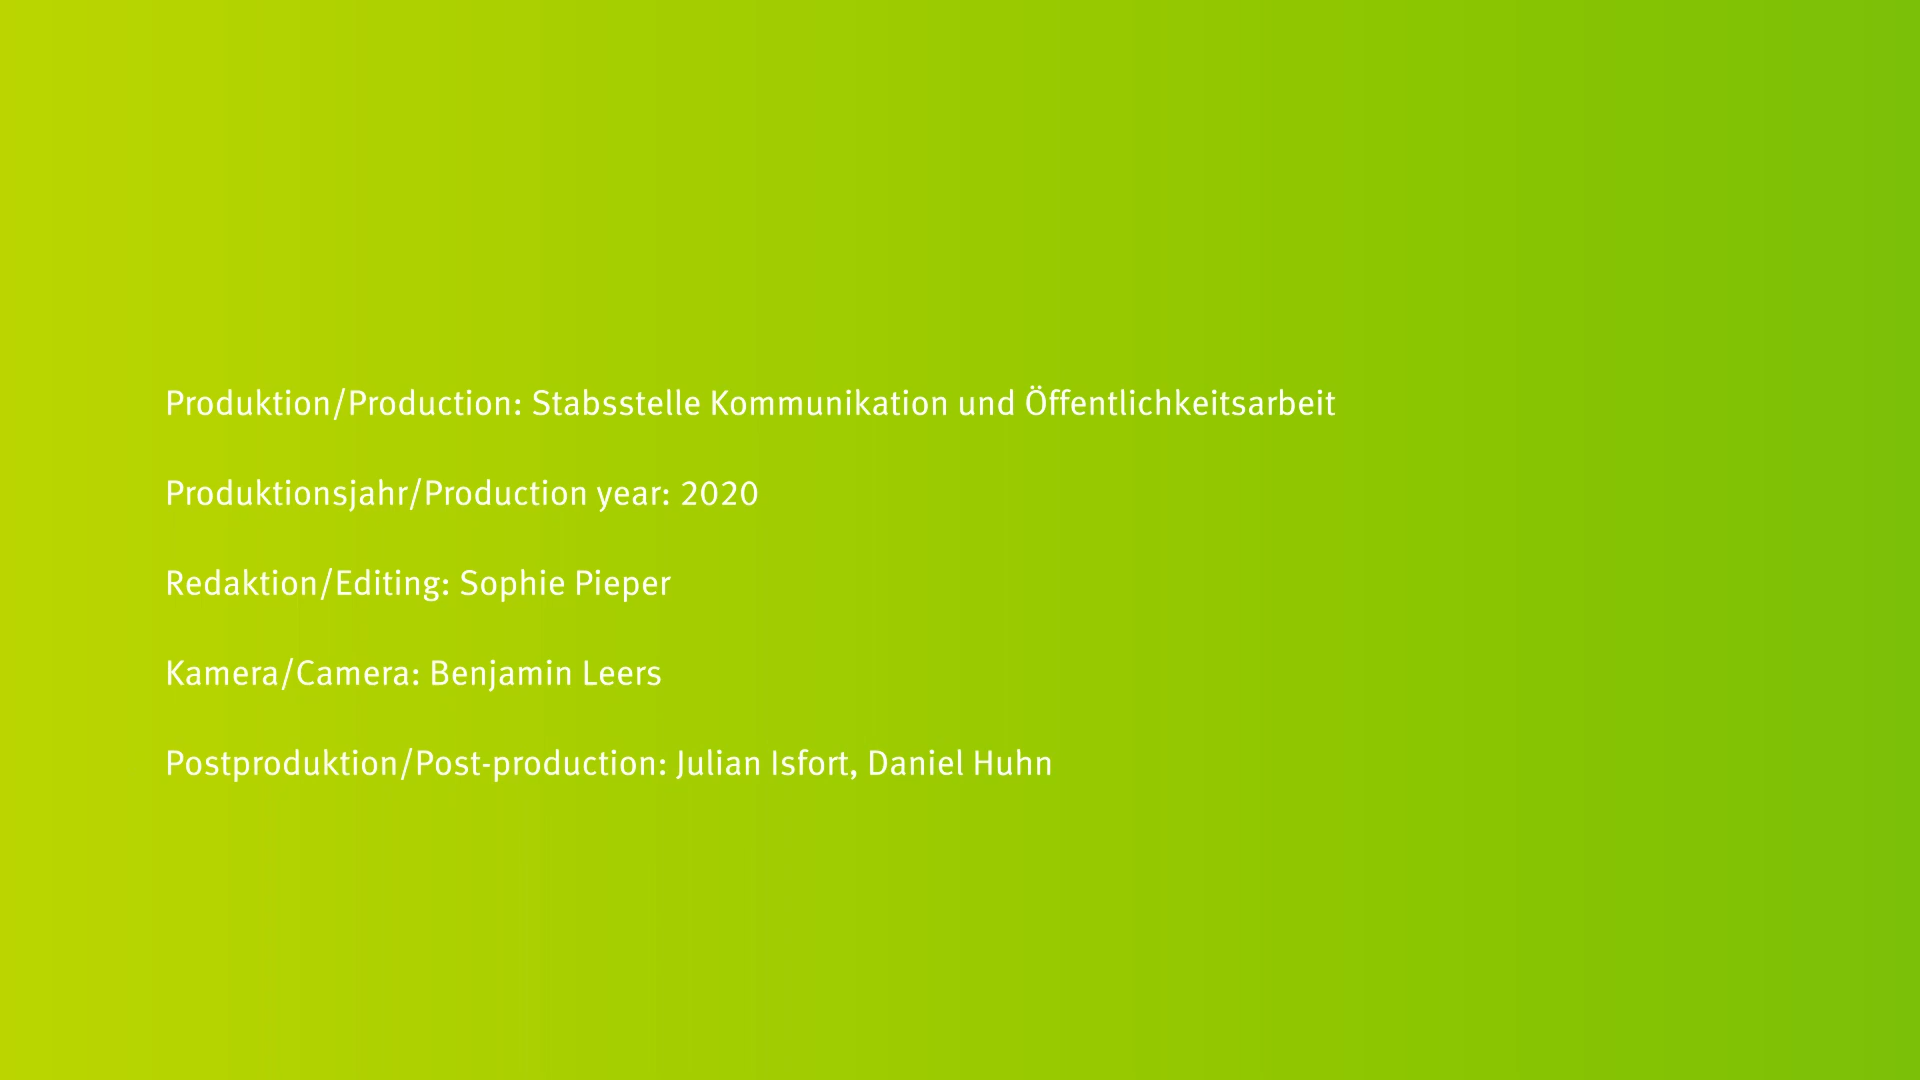 Produktion/Production: Stabsstelle Kommunikation und Öffentlichkeitsarbeit
Produktionsjahr/Production year: 2020
Redaktion/Editing: Sophie Pieper
Kamera/Camera: Benjamin Leers
Postproduktion/Post-production: Julian Isfort, Daniel Huhn